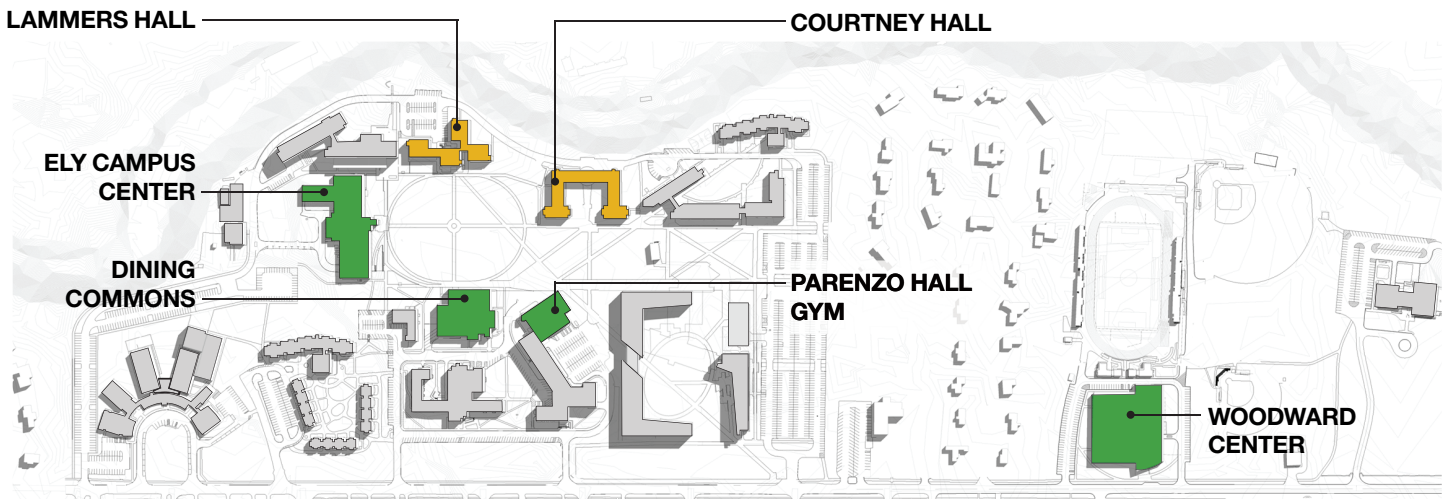 LAMMERS HALL
COURTNEY HALL
ELY CAMPUS
CENTER
DINING
COMMONS
PARENZO HALL
GYM
WOODWARD
CENTER